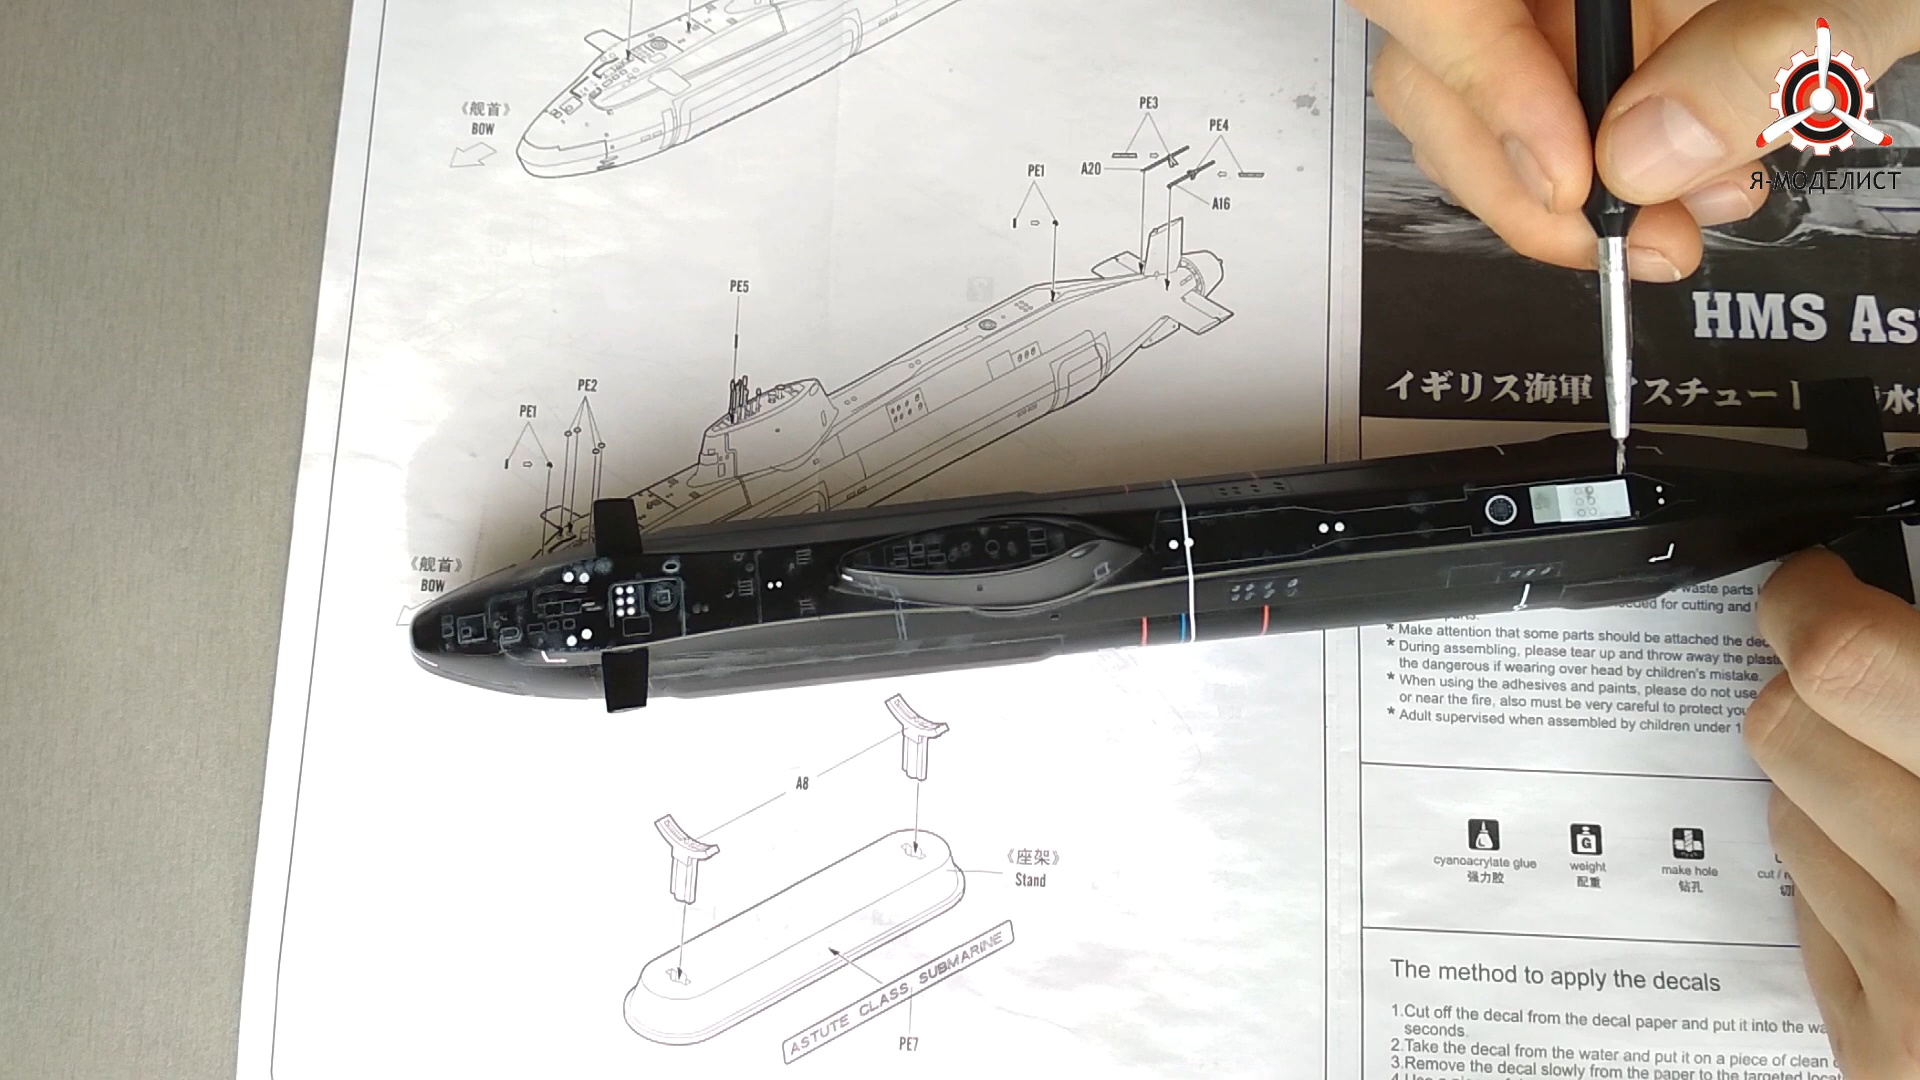 《舰首》
BOW
PE3
PE4
PE1
A20
A16
PE5
PE2
PE1
《舰首》
BOW
A8
《座架》
Stand
ASTUTE CLASS SUBMARINE
PE7
Я-МОДЕЛИСТ
HMS As
イギリス海軍
スチュート
waste parts
for cutting and
* Make attention that some parts should be attached the
* During assembling, please tear up and throw away the
the dangerous if wearing over head by children's mistake.
* When using the adhesives and paints, please do not use
or near the fire, also must be very careful to protect
* Adult supervised when assembled by children under
cyanoacrylate glue
强力胶
G
weight
配重
make hole
钻孔
cut /
The method to apply the decals
1.Cut off the decal from the decal paper and put it into the
seconds.
2.Take the decal from the water and put it on a piece of clean
3.Remove the decal slowly from the paper to the targeted